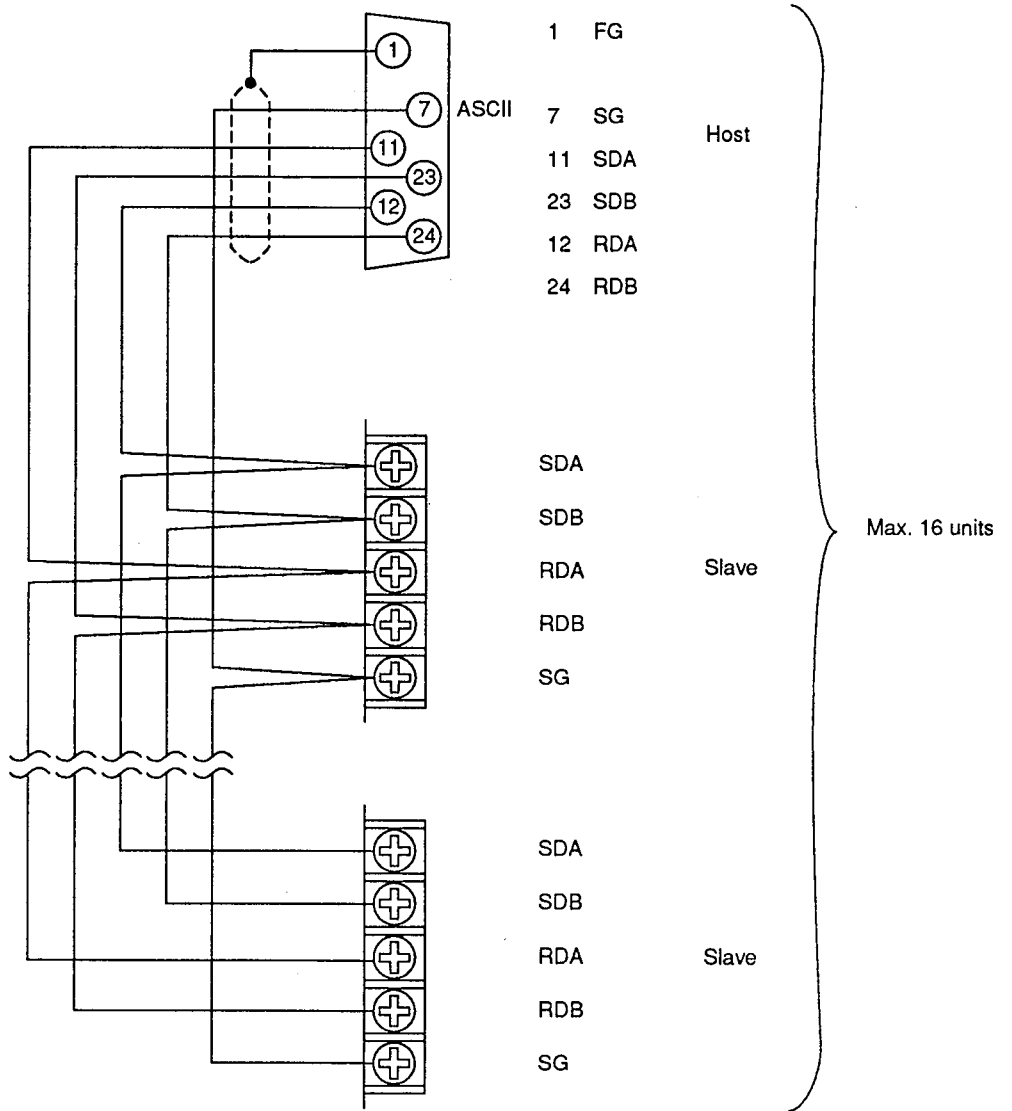 1 FG
1
7 ASCII 7 SG
Host
11 11 SDA
23 23 SDB
12 12 RDA
24 24 RDB
SDA
SDB
Max. 16 units
RDA
Slave
RDB
SG
SDA
SDB
RDA
Slave
RDB
SG